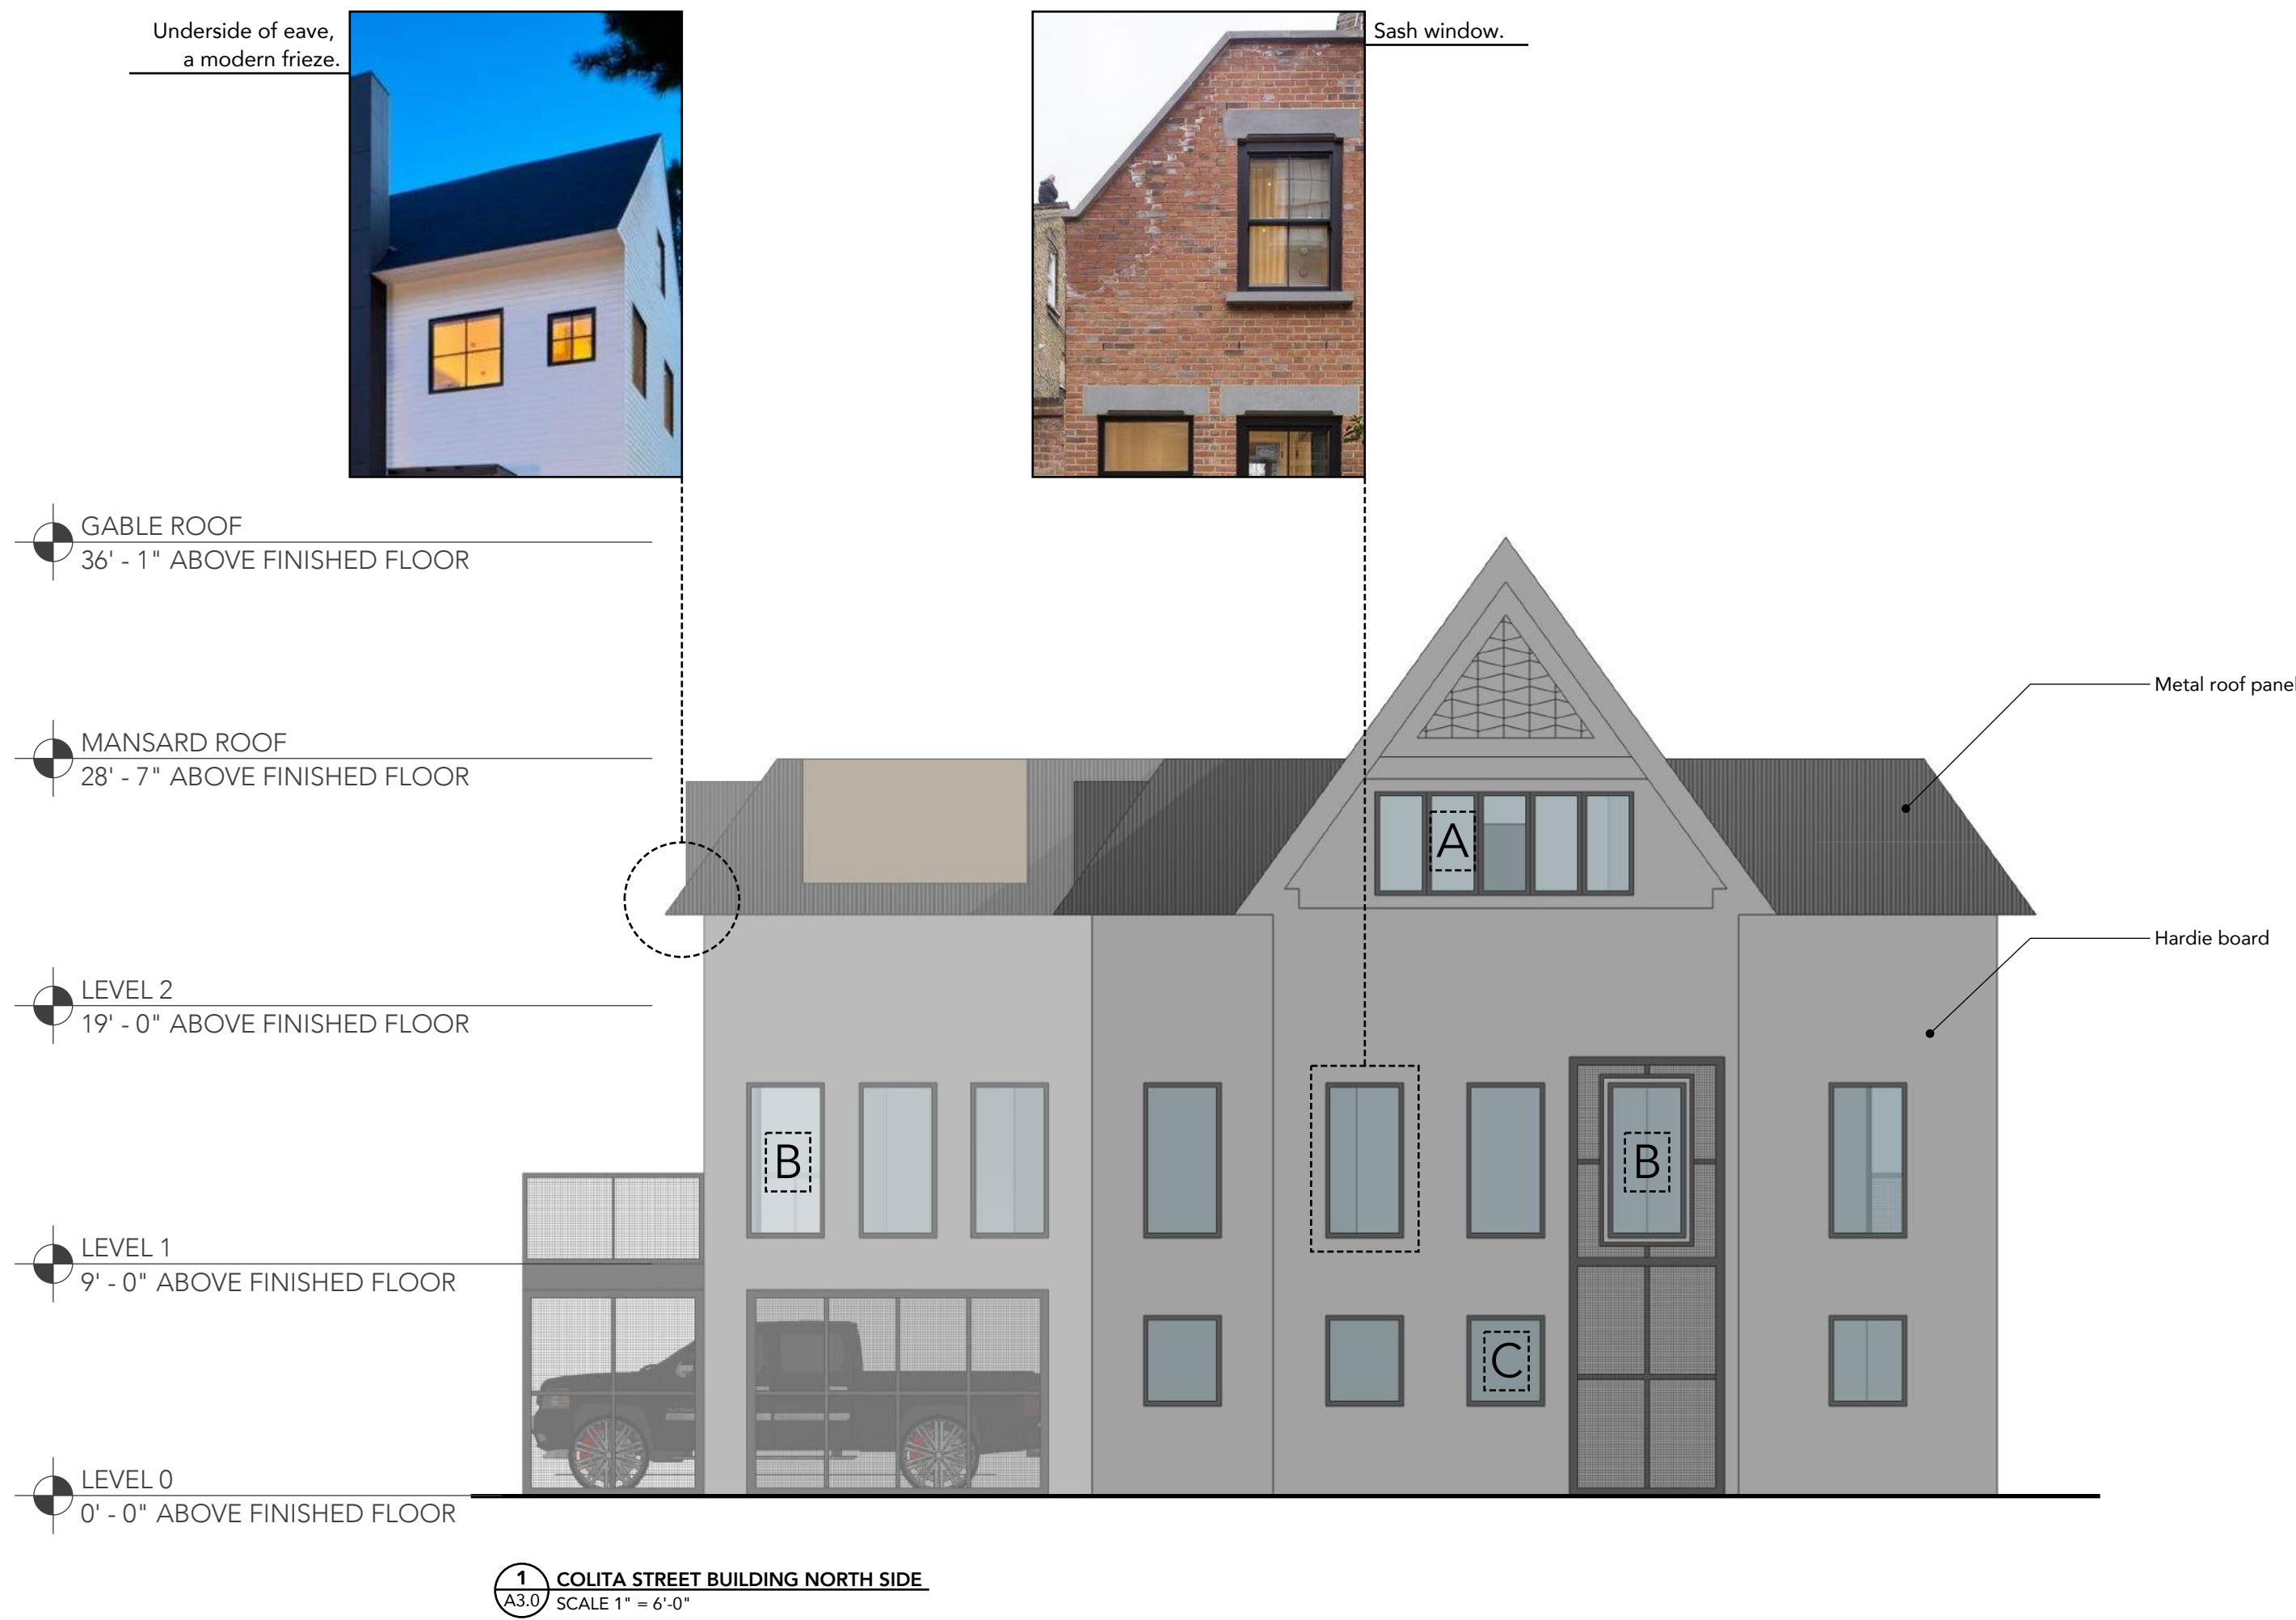 Underside of eave,
a modern frieze.
Sash window.
GABLE ROOF
36' - 1" ABOVE FINISHED FLOOR
Metal roof panel
MANSARD ROOF
28' - 7" ABOVE FINISHED FLOOR
A
Hardie board
LEVEL 2
19' - 0" ABOVE FINISHED FLOOR
B
B
LEVEL 1
9' - 0" ABOVE FINISHED FLOOR
C
LEVEL 0
0' - 0" ABOVE FINISHED FLOOR
1
A3.0
COLITA STREET BUILDING NORTH SIDE
SCALE 1" = 6'-0"